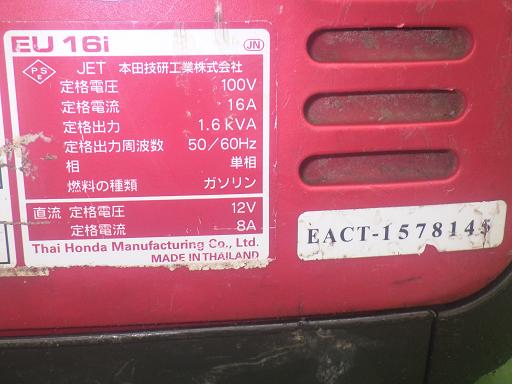 EU 16i JN
PSE JET 本田技研工業株式会社
定格電圧 100V
定格電流 16A
定格出力 1.6 kVA
定格出力周波数 50/60Hz
相 単相
燃料の種類 ガソリン
直流 定格電圧 12V
定格電流 8A
Thai Honda Manufacturing Co., Ltd.
MADE IN THAILAND
EACT-1578145